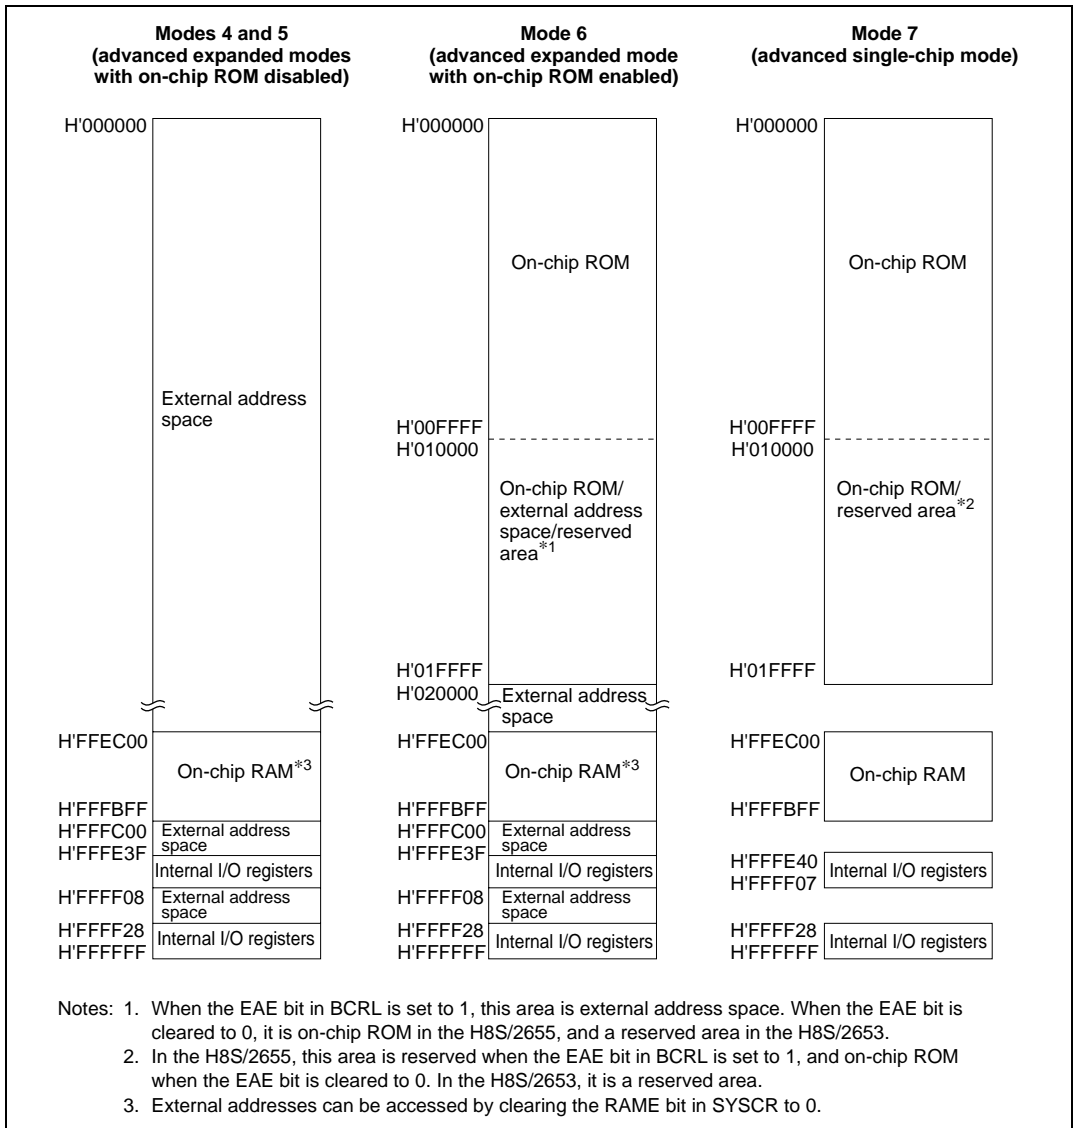 Modes 4 and 5
(advanced expanded modes
with on-chip ROM disabled)
Mode 6
(advanced expanded mode
with on-chip ROM enabled)
Mode 7
(advanced single-chip mode)
H'000000
External address
space
H'FFEC00
On-chip RAM*3
H'FFFBFF
H'FFFC00
External address
space
H'FFFE3F
Internal I/O registers
H'FFFF08
External address
space
H'FFFF28
Internal I/O registers
H'FFFFFF
H'000000
On-chip ROM
H'00FFFF
H'010000
On-chip ROM/
external address
space/reserved
area*1
H'01FFFF
H'020000
External address
space
H'FFEC00
On-chip RAM*3
H'FFFBFF
H'FFFC00
External address
space
H'FFFE3F
Internal I/O registers
H'FFFF08
External address
space
H'FFFF28
Internal I/O registers
H'FFFFFF
H'000000
On-chip ROM
H'00FFFF
H'010000
On-chip ROM/
reserved area*2
H'01FFFF
H'FFEC00
On-chip RAM
H'FFFBFF
H'FFFE40
Internal I/O registers
H'FFFF07
H'FFFF28
Internal I/O registers
H'FFFFFF
Notes: 1. When the EAE bit in BCRL is set to 1, this area is external address space. When the EAE bit is
cleared to 0, it is on-chip ROM in the H8S/2655, and a reserved area in the H8S/2653.
2. In the H8S/2655, this area is reserved when the EAE bit in BCRL is set to 1, and on-chip ROM
when the EAE bit is cleared to 0. In the H8S/2653, it is a reserved area.
3. External addresses can be accessed by clearing the RAME bit in SYSCR to 0.